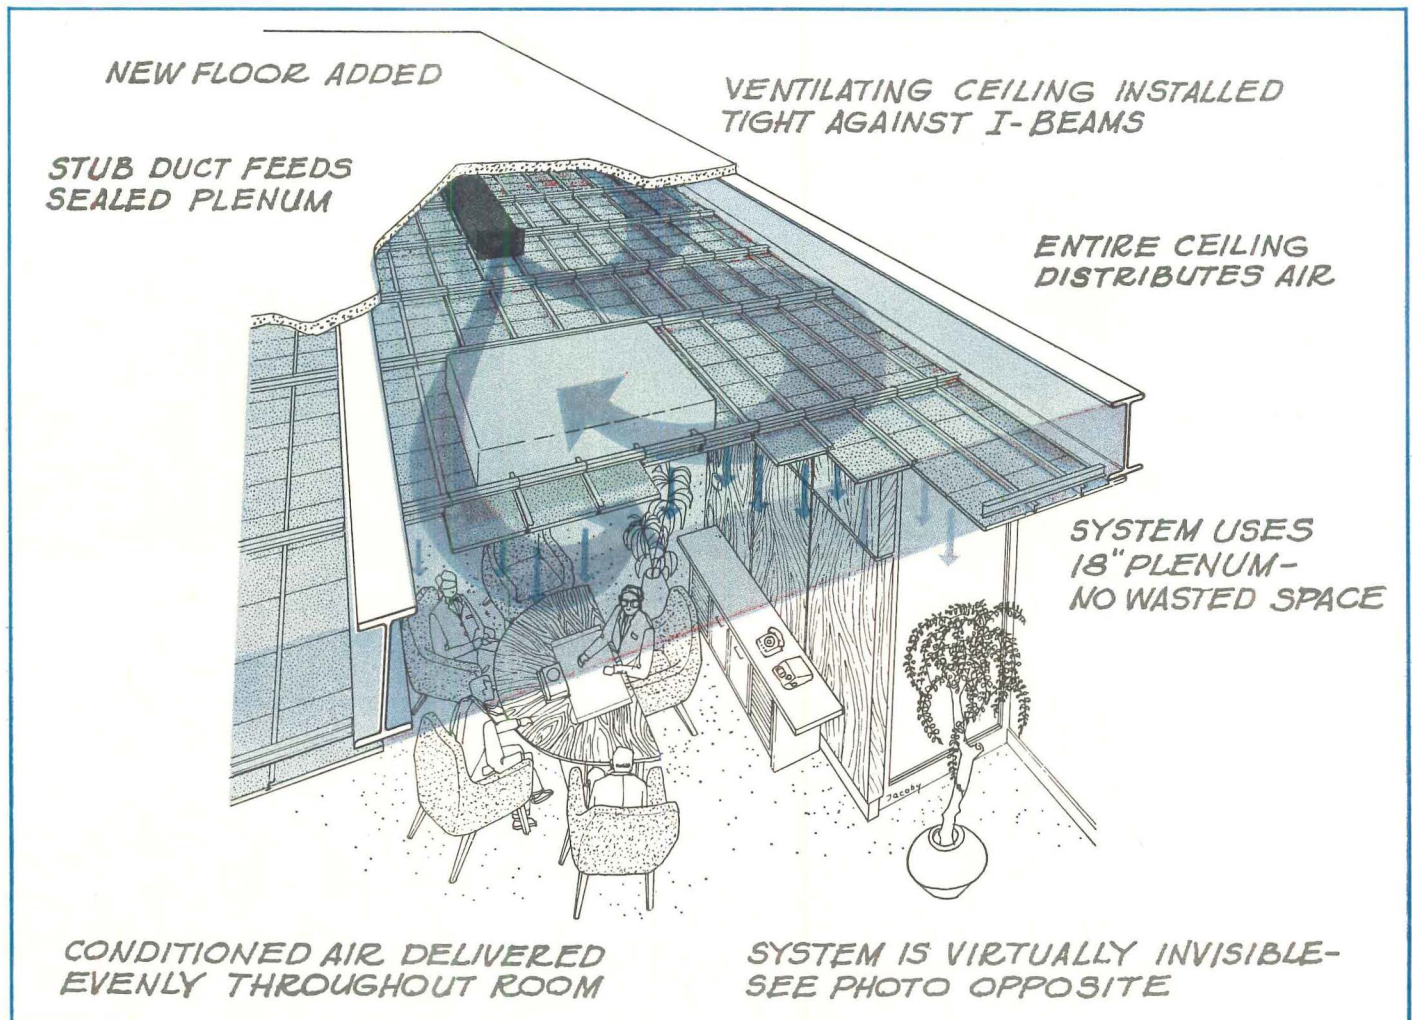 NEW FLOOR ADDED
VENTILATING CEILING INSTALLED
TIGHT AGAINST I-BEAMS
STUB DUCT FEEDS
SEALED PLENUM
ENTIRE CEILING
DISTRIBUTES AIR
SYSTEM USES
18" PLENUM-
NO WASTED SPACE
Jacoby
CONDITIONED AIR DELIVERED
EVENLY THROUGHOUT ROOM
SYSTEM IS VIRTUALLY INVISIBLE-
SEE PHOTO OPPOSITE